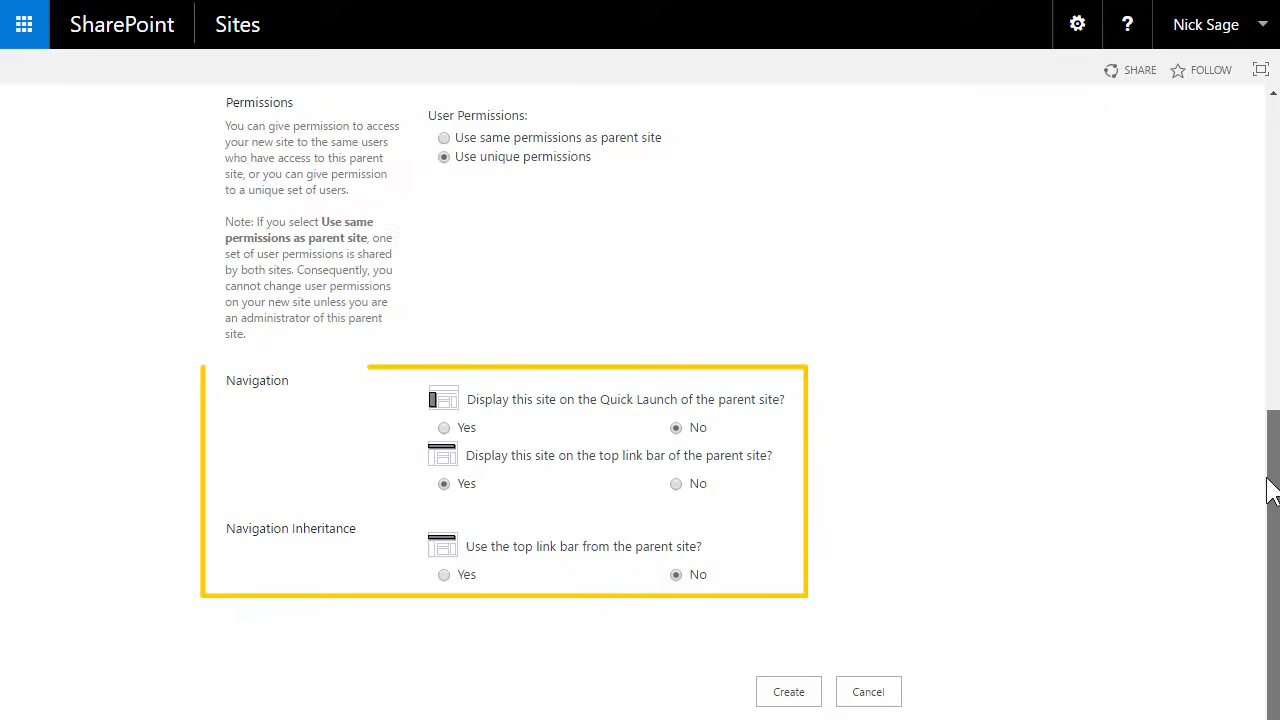 SharePoint Sites ? Nick Sage
SHARE FOLLOW
Permissions
You can give permission to access
your new site to the same users
who have access to this parent
site, or you can give permission
to a unique set of users.
Note: If you select Use same
permissions as parent site, one
set of user permissions is shared
by both sites. Consequently, you
cannot change user permissions
on your new site unless you are
an administrator of this parent
site.
User Permissions:
Use same permissions as parent site
Use unique permissions
Navigation
Display this site on the Quick Launch of the parent site?
Yes No
Display this site on the top link bar of the parent site?
Yes No
Navigation Inheritance
Use the top link bar from the parent site?
Yes No
Create Cancel